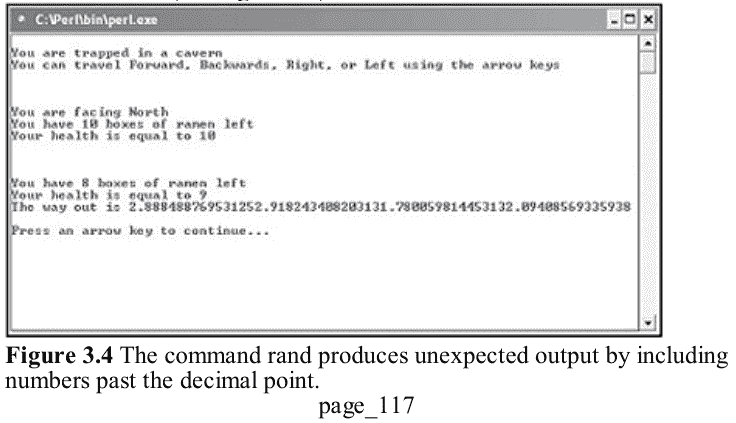 C:\Perl\bin\perl.exe
You are trapped in a cavern
You can travel Forward, Backwards, Right, or Left using the arrow keys
You are facing North
You have 10 boxes of ramen left
Your health is equal to 10
You have 8 boxes of ramen left
Your health is equal to 9
The way out is 2.888488769531252.918243408203131.780059814453132.09408569335938
Press an arrow key to continue...
Figure 3.4 The command rand produces unexpected output by including
numbers past the decimal point.
page_117